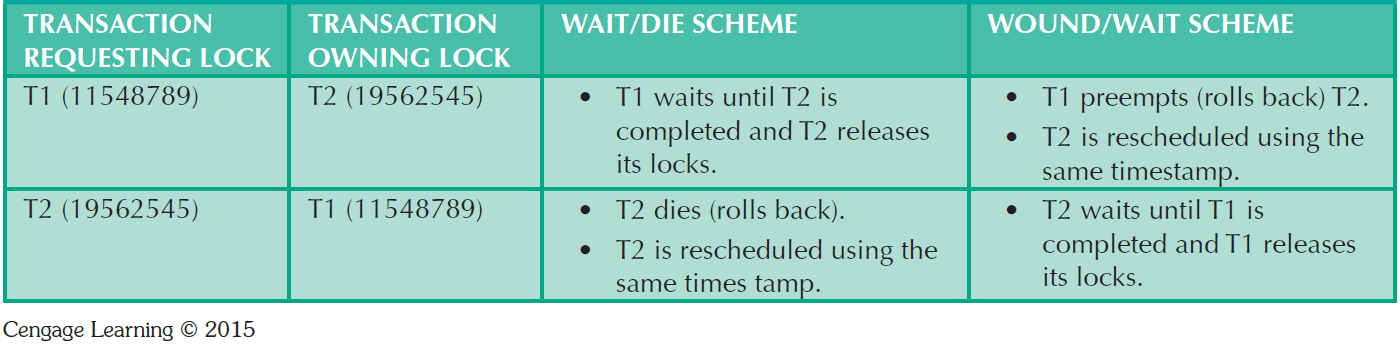 TRANSACTION
REQUESTING LOCK
TRANSACTION
OWNING LOCK
WAIT/DIE SCHEME
WOUND/WAIT SCHEME
T1 (11548789)
T2 (19562545)
• T1 waits until T2 is
completed and T2 releases
its locks.
• T1 preempts (rolls back) T2.
• T2 is rescheduled using the
same timestamp.
T2 (19562545)
T1 (11548789)
• T2 dies (rolls back).
• T2 is rescheduled using the
same times tamp.
• T2 waits until T1 is
completed and T1 releases
its locks.
Cengage Learning © 2015